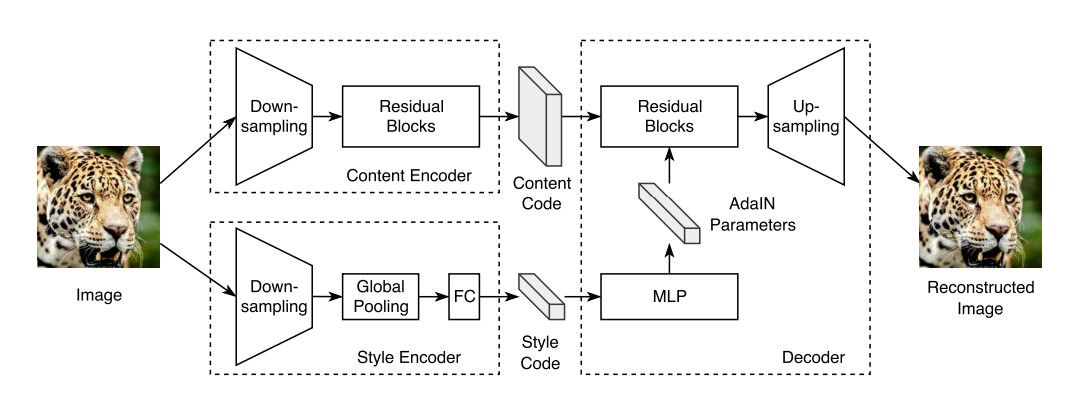 Down-
sampling
Residual
Blocks
Content Encoder
Content
Code
Residual
Blocks
Up-
sampling
AdaIN
Parameters
Image
Down-
sampling
Global
Pooling
FC
Style Encoder
Style
Code
MLP
Decoder
Reconstructed
Image